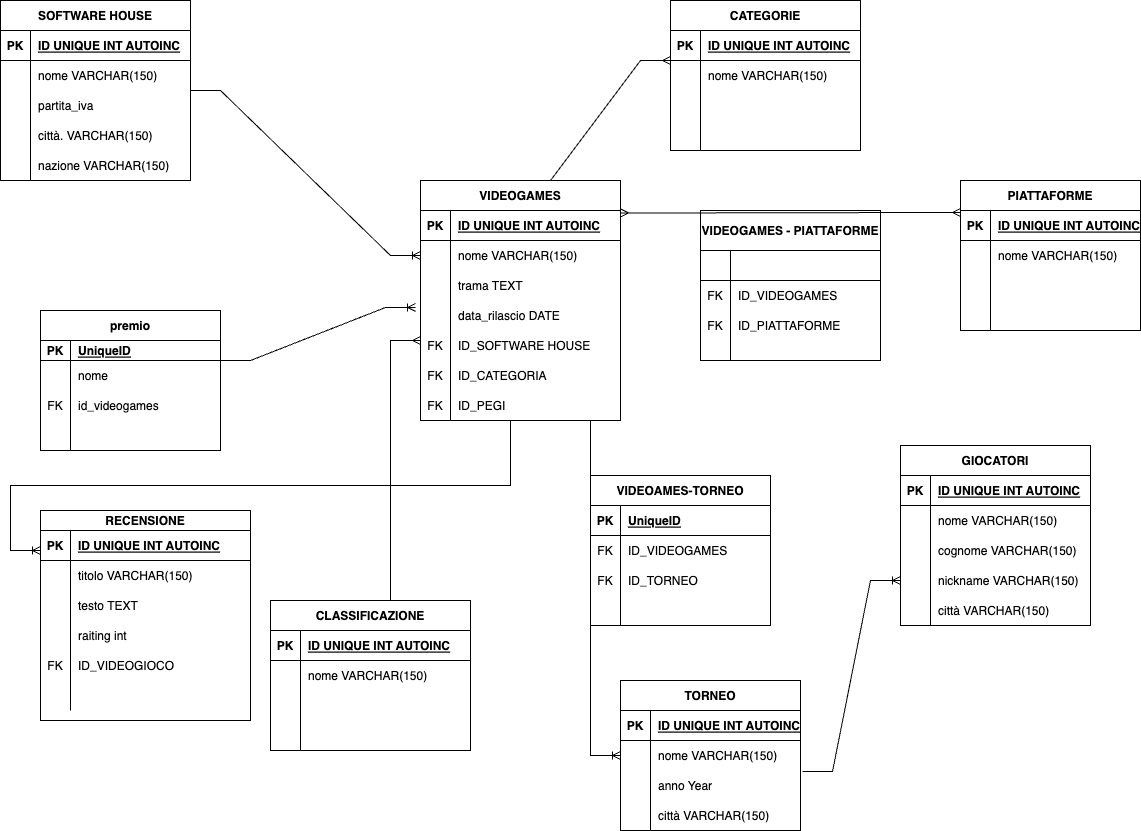 SOFTWARE HOUSE
PK ID UNIQUE INT AUTOINC
nome VARCHAR(150)
partita_iva
città. VARCHAR(150)
nazione VARCHAR(150)
CATEGORIE
PK ID UNIQUE INT AUTOINC
nome VARCHAR(150)
VIDEOGAMES
PK ID UNIQUE INT AUTOINC
nome VARCHAR(150)
trama TEXT
data_rilascio DATE
FK ID_SOFTWARE HOUSE
FK ID_CATEGORIA
FK ID_PEGI
VIDEOGAMES - PIATTAFORME
FK ID_VIDEOGAMES
FK ID_PIATTAFORME
PIATTAFORME
PK ID UNIQUE INT AUTOINC
nome VARCHAR(150)
premio
PK UniqueID
nome
FK id_videogames
RECENSIONE
PK ID UNIQUE INT AUTOINC
titolo VARCHAR(150)
testo TEXT
raiting int
FK ID_VIDEOGIOCO
CLASSIFICAZIONE
PK ID UNIQUE INT AUTOINC
nome VARCHAR(150)
VIDEOAMES-TORNEO
PK UniqueID
FK ID_VIDEOGAMES
FK ID_TORNEO
GIOCATORI
PK ID UNIQUE INT AUTOINC
nome VARCHAR(150)
cognome VARCHAR(150)
nickname VARCHAR(150)
città VARCHAR(150)
TORNEO
PK ID UNIQUE INT AUTOINC
nome VARCHAR(150)
anno Year
città VARCHAR(150)